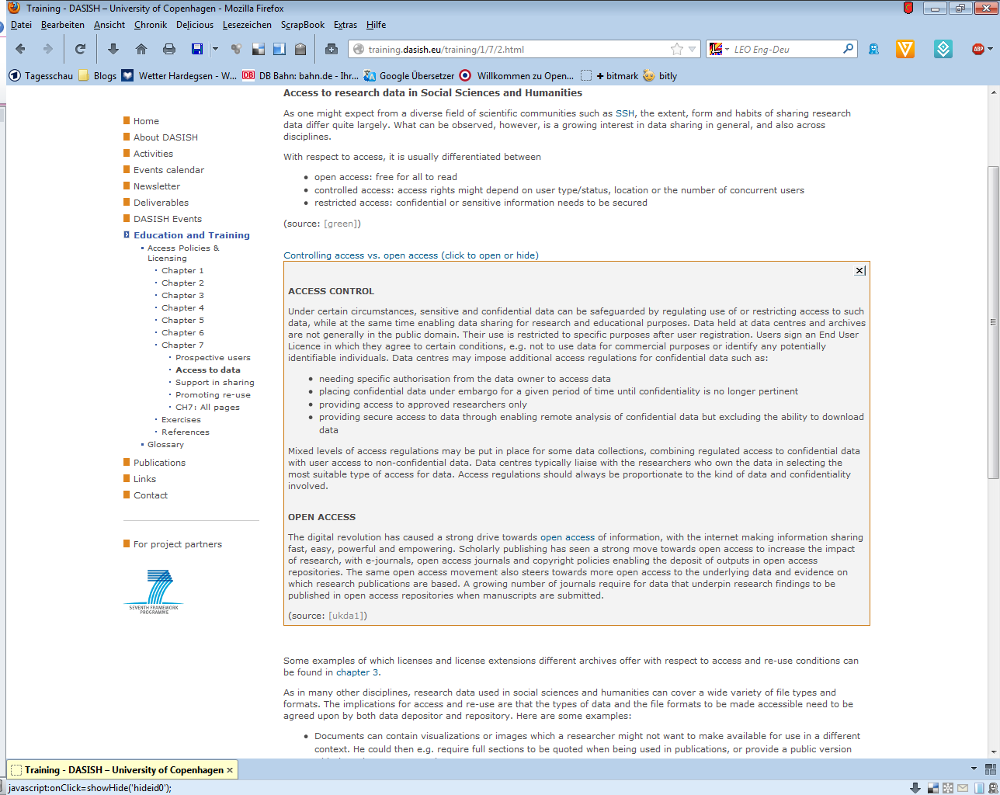 Training - DASISH – University of Copenhagen - Mozilla Firefox
Datei Bearbeiten Ansicht Chronik Delicious Lesezeichen ScrapBook Extras Hilfe
training.dasish.eu/training/1/7/2.html
LEO Eng-Deu
ABP
Tagesschau Blogs Wetter Hardegsen - W... DB DB Bahn: bahn.de - Ihr... Google Übersetzer Willkommen zu Open... + bitmark bitly
Home
About DASISH
Activities
Events calendar
Newsletter
Deliverables
DASISH Events
Education and Training
Access Policies &
Licensing
Chapter 1
Chapter 2
Chapter 3
Chapter 4
Chapter 5
Chapter 6
Chapter 7
Prospective users
Access to data
Support in sharing
Promoting re-use
CH7: All pages
Exercises
References
Glossary
Publications
Links
Contact
For project partners
SEVENTH FRAMEWORK
PROGRAMME
Access to research data in Social Sciences and Humanities
As one might expect from a diverse field of scientific communities such as SSH, the extent, form and habits of sharing research
data differ quite largely. What can be observed, however, is a growing interest in data sharing in general, and also across
disciplines.
With respect to access, it is usually differentiated between
• open access: free for all to read
• controlled access: access rights might depend on user type/status, location or the number of concurrent users
• restricted access: confidential or sensitive information needs to be secured
(source: [green])
Controlling access vs. open access (click to open or hide)
ACCESS CONTROL
Under certain circumstances, sensitive and confidential data can be safeguarded by regulating use of or restricting access to such
data, while at the same time enabling data sharing for research and educational purposes. Data held at data centres and archives
are not generally in the public domain. Their use is restricted to specific purposes after user registration. Users sign an End User
Licence in which they agree to certain conditions, e.g. not to use data for commercial purposes or identify any potentially
identifiable individuals. Data centres may impose additional access regulations for confidential data such as:
• needing specific authorisation from the data owner to access data
• placing confidential data under embargo for a given period of time until confidentiality is no longer pertinent
• providing access to approved researchers only
• providing secure access to data through enabling remote analysis of confidential data but excluding the ability to download
data
Mixed levels of access regulations may be put in place for some data collections, combining regulated access to confidential data
with user access to non-confidential data. Data centres typically liaise with the researchers who own the data in selecting the
most suitable type of access for data. Access regulations should always be proportionate to the kind of data and confidentiality
involved.
OPEN ACCESS
The digital revolution has caused a strong drive towards open access of information, with the internet making information sharing
fast, easy, powerful and empowering. Scholarly publishing has seen a strong move towards open access to increase the impact
of research, with e-journals, open access journals and copyright policies enabling the deposit of outputs in open access
repositories. The same open access movement also steers towards more open access to the underlying data and evidence on
which research publications are based. A growing number of journals require for data that underpin research findings to be
published in open access repositories when manuscripts are submitted.
(source: [ukda1])
Some examples of which licenses and license extensions different archives offer with respect to access and re-use conditions can
be found in chapter 3.
As in many other disciplines, research data used in social sciences and humanities can cover a wide variety of file types and
formats. The implications for access and re-use are that the types of data and the file formats to be made accessible need to be
agreed upon by both data depositor and repository. Here are some examples:
• Documents can contain visualizations or images which a researcher might not want to make available for use in a different
context. He could then e.g. require full sections to be quoted when being used in publications, or provide a public version
Training - DASISH – University of Copenhagen
javascript:onClick=showHide('hideid0');